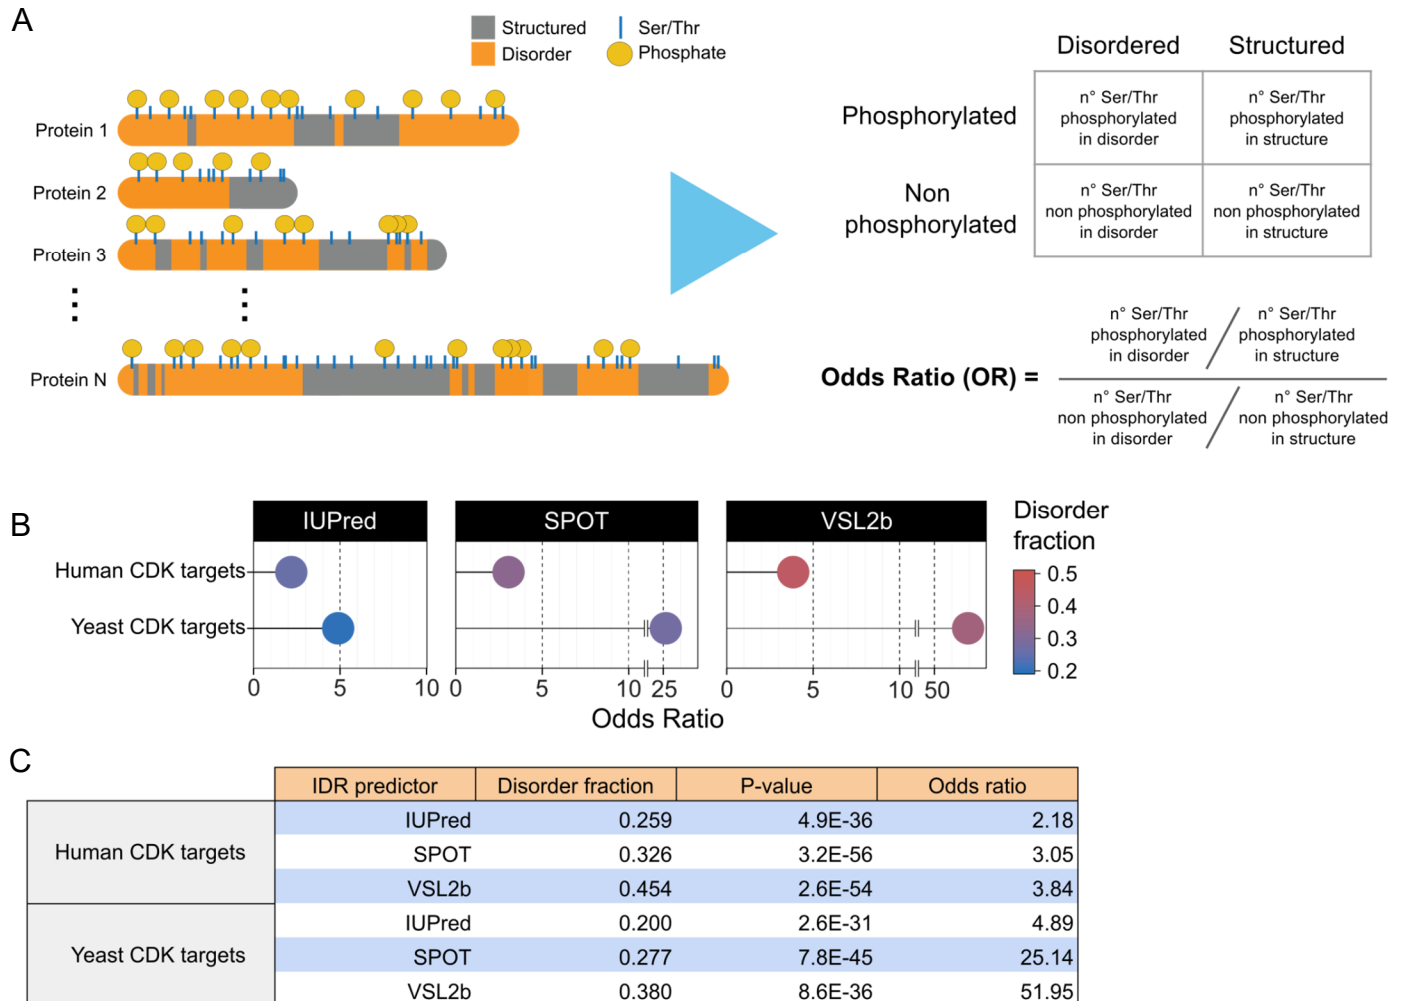 A
Structured
Ser/Thr
Disorder
Phosphate
Protein 1
Protein 2
Protein 3
Protein N
Disordered
Structured
Phosphorylated
n° Ser/Thr
phosphorylated
in disorder
n° Ser/Thr
phosphorylated
in structure
Non
phosphorylated
n° Ser/Thr
non phosphorylated
in disorder
n° Ser/Thr
non phosphorylated
in structure
Odds Ratio (OR) =
n° Ser/Thr
phosphorylated
in disorder
n° Ser/Thr
phosphorylated
in structure
n° Ser/Thr
non phosphorylated
in disorder
n° Ser/Thr
non phosphorylated
in structure
B
IUPred
SPOT
VSL2b
Human CDK targets
Yeast CDK targets
0 5 10
0 5 10 25
0 5 10 50
Odds Ratio
Disorder
fraction
0.5
0.4
0.3
0.2
C
IDR predictor Disorder fraction P-value Odds ratio
Human CDK targets
IUPred 0.259 4.9E-36 2.18
SPOT 0.326 3.2E-56 3.05
VSL2b 0.454 2.6E-54 3.84
Yeast CDK targets
IUPred 0.200 2.6E-31 4.89
SPOT 0.277 7.8E-45 25.14
VSL2b 0.380 8.6E-36 51.95